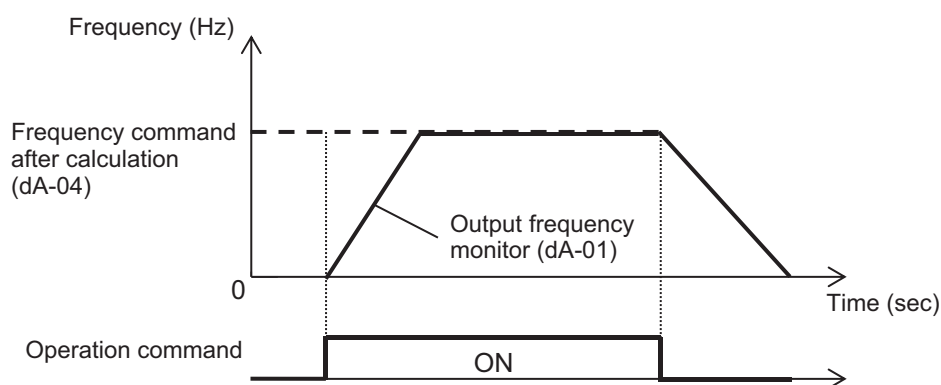 Frequency (Hz)
Frequency command
after calculation
(dA-04)
Output frequency
monitor (dA-01)
0
Time (sec)
Operation command
ON